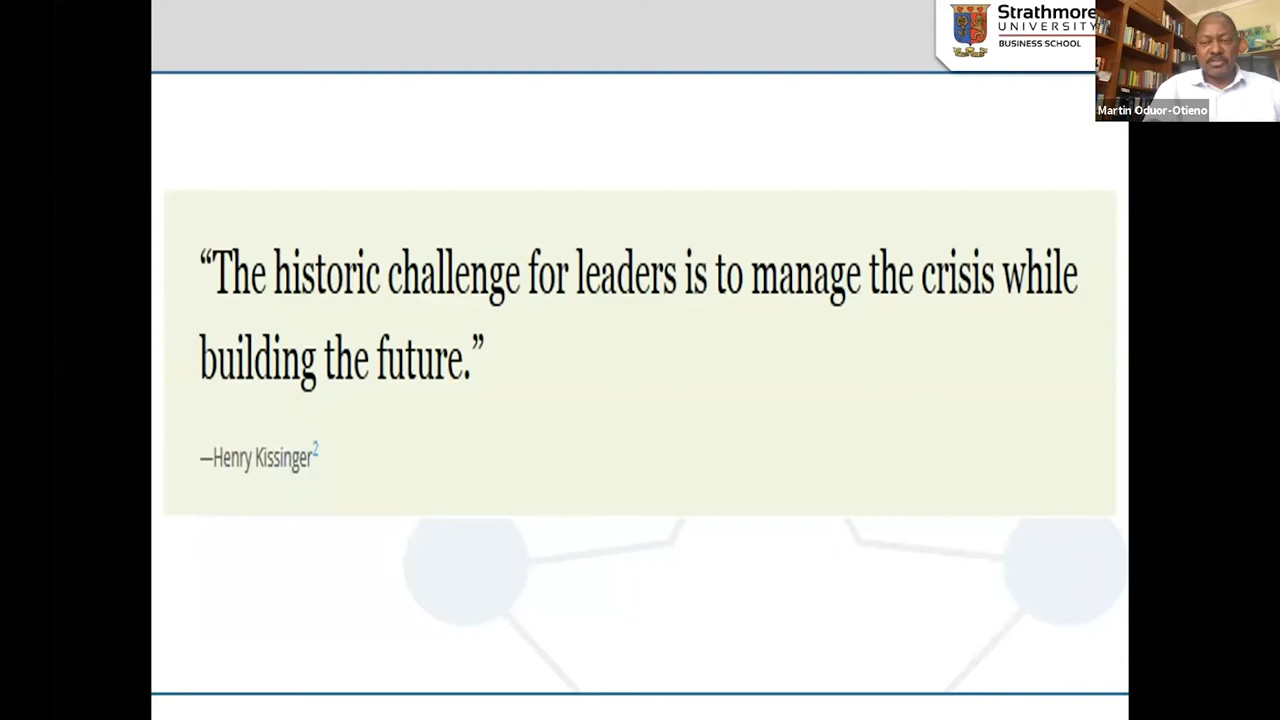 Strathmore
UNIVERSITY
BUSINESS SCHOOL
Martin Oduor-Otieno
“The historic challenge for leaders is to manage the crisis while
building the future.”
—Henry Kissinger2